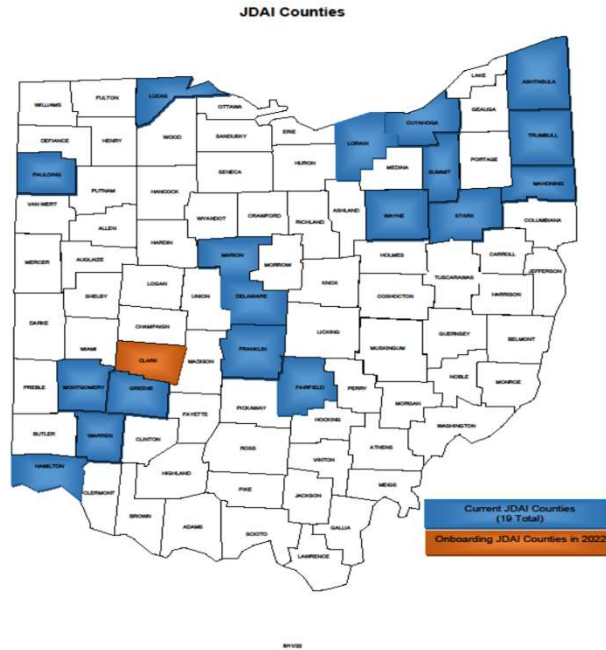 JDAI Counties
LAKE
ASHTABULA
LUCAS
WILLIAMS
FULTON
OTTAWA
GEAUGA
CUYAHOGA
ERIE
LORAIN
TRUMBULL
DEFIANCE
HENRY
WOOD
SANDUSKY
HURON
MEDINA
SUMMIT
PORTAGE
PAULDING
SENECA
MAHONING
PUTNAM
HANCOCK
VAN WERT
WYANDOT
CRAWFORD
RICHLAND
ASHLAND
WAYNE
STARK
COLUMBIANA
ALLEN
HARDIN
MARION
MORROW
HOLMES
CARROLL
MERCER
AUGLAIZE
TUSCARAWAS
JEFFERSON
LOGAN
UNION
KNOX
SHELBY
DELAWARE
COSHOCTON
HARRISON
DARKE
CHAMPAIGN
LICKING
GUERNSEY
BELMONT
MIAMI
MUSKINGUM
CLARK
MADISON
FRANKLIN
NOBLE
MONROE
PREBLE
MONTGOMERY
GREENE
FAIRFIELD
PERRY
MORGAN
FAYETTE
PICKAWAY
HOCKING
WASHINGTON
BUTLER
WARREN
CLINTON
ROSS
ATHENS
VINTON
HAMILTON
HIGHLAND
MEIGS
CLERMONT
PIKE
JACKSON
BROWN
ADAMS
SCIOTO
GALLIA
LAWRENCE
Current JDAI Counties
(19 Total)
Onboarding JDAI Counties in 2022